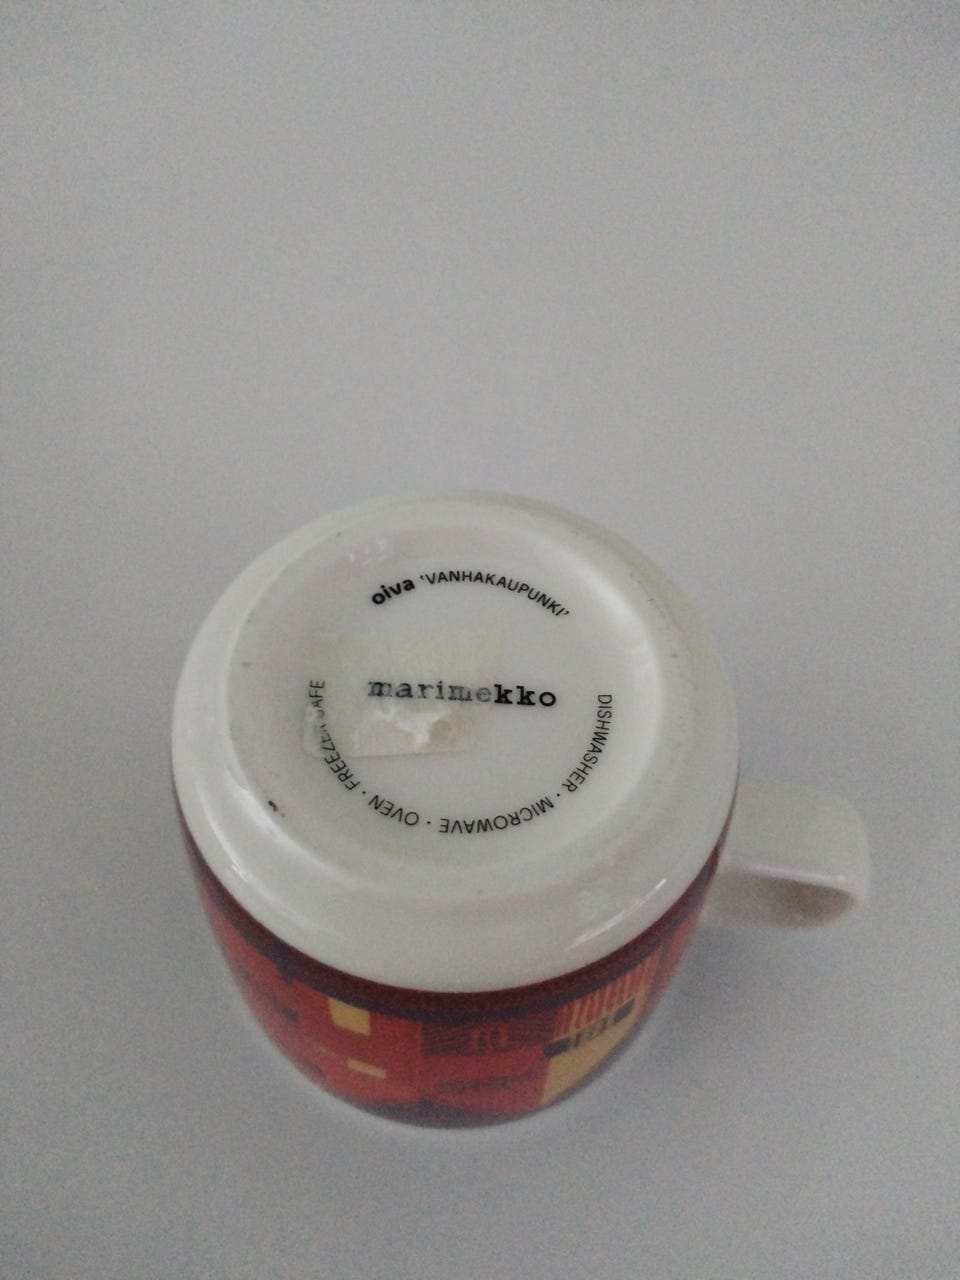 oiva 'VANHAKAUPUNKI'
marimekko
DISHWASHER · MICROWAVE · OVEN · FREEZER SAFE